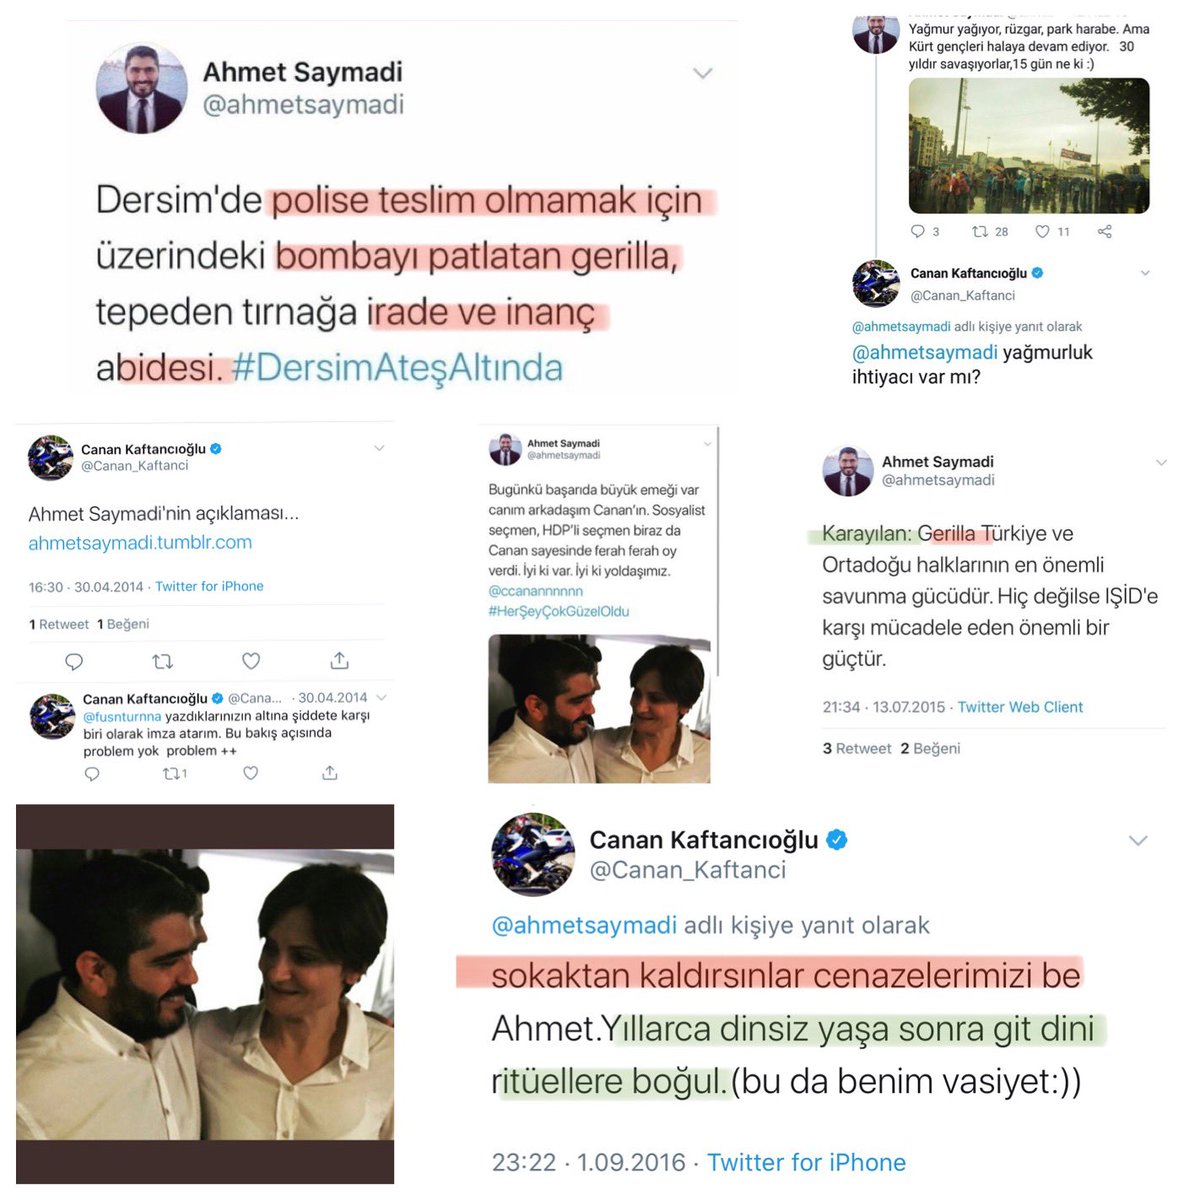 Ahmet Saymadi
@ahmetsaymadi
Dersim'de polise teslim olmamak için
üzerindeki bombayı patlatan gerilla,
tepeden tırnağa irade ve inanç
abidesi. #DersimAteşAltında
Yağmur yağıyor, rüzgar, park harabe. Ama
Kürt gençleri halaya devam ediyor. 30
yıldır savaşıyorlar,15 gün ne ki :)
3 28 11
Canan Kaftancıoğlu
@Canan_Kaftanci
@ahmetsaymadi adlı kişiye yanıt olarak
@ahmetsaymadi yağmurluk
ihtiyacı var mı?
Canan Kaftancıoğlu
@Canan_Kaftanci
Ahmet Saymadi'nin açıklaması...
ahmetsaymadi.tumblr.com
16:30 · 30.04.2014 · Twitter for iPhone
1 Retweet 1 Beğeni
Canan Kaftancıoğlu @Cana... · 30.04.2014
@fusnturnna yazdıklarınızın altına şiddete karşı
biri olarak imza atarım. Bu bakış açısında
problem yok problem ++
1
Ahmet Saymadi
@ahmetsaymadi
Bugünkü başarıda büyük emeği var
canım arkadaşım Canan'ın. Sosyalist
seçmen, HDP'li seçmen biraz da
Canan sayesinde ferah ferah oy
verdi. İyi ki var. İyi ki yoldaşımız.
@ccanannnnnn
#HerŞeyÇokGüzelOldu
Ahmet Saymadi
@ahmetsaymadi
Karayılan: Gerilla Türkiye ve
Ortadoğu halklarının en önemli
savunma gücüdür. Hiç değilse IŞİD'e
karşı mücadele eden önemli bir
güçtür.
21:34 · 13.07.2015 · Twitter Web Client
3 Retweet 2 Beğeni
Canan Kaftancıoğlu
@Canan_Kaftanci
@ahmetsaymadi adlı kişiye yanıt olarak
sokaktan kaldırsınlar cenazelerimizi be
Ahmet.Yıllarca dinsiz yaşa sonra git dini
ritüellere boğul.(bu da benim vasiyet:))
23:22 · 1.09.2016 · Twitter for iPhone